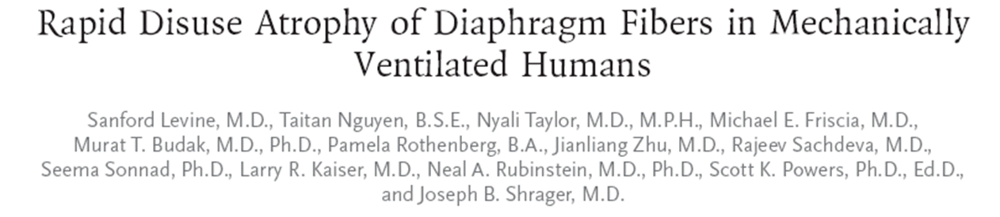 Rapid Disuse Atrophy of Diaphragm Fibers in Mechanically
Ventilated Humans
Sanford Levine, M.D., Taitan Nguyen, B.S.E., Nyali Taylor, M.D., M.P.H., Michael E. Friscia, M.D.,
Murat T. Budak, M.D., Ph.D., Pamela Rothenberg, B.A., Jianliang Zhu, M.D., Rajeev Sachdeva, M.D.,
Seema Sonnad, Ph.D., Larry R. Kaiser, M.D., Neal A. Rubinstein, M.D., Ph.D., Scott K. Powers, Ph.D., Ed.D.,
and Joseph B. Shrager, M.D.